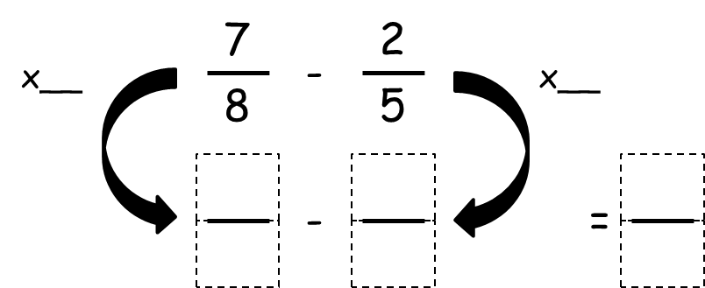 x__ 7/8 - 2/5 x__
- =